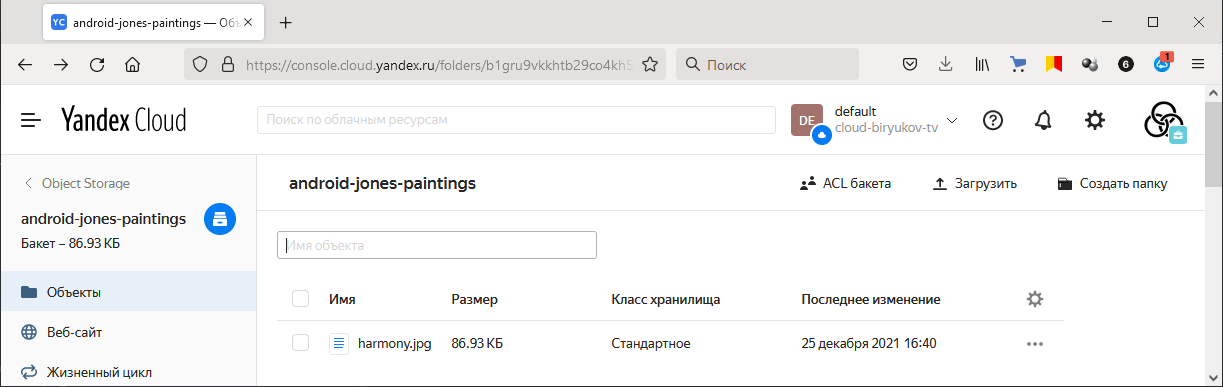 YC android-jones-paintings — Объ
https://console.cloud.yandex.ru/folders/b1gru9vkkhtb29co4kh5
Поиск
6
1
Yandex Cloud
Поиск по облачным ресурсам
DE
default
cloud-biryukov-tv
Object Storage
android-jones-paintings
Бакет – 86.93 КБ
Объекты
Веб-сайт
Жизненный цикл
android-jones-paintings
ACL бакета
Загрузить
Создать папку
Имя объекта
Имя Размер Класс хранилища Последнее изменение
harmony.jpg 86.93 КБ Стандартное 25 декабря 2021 16:40